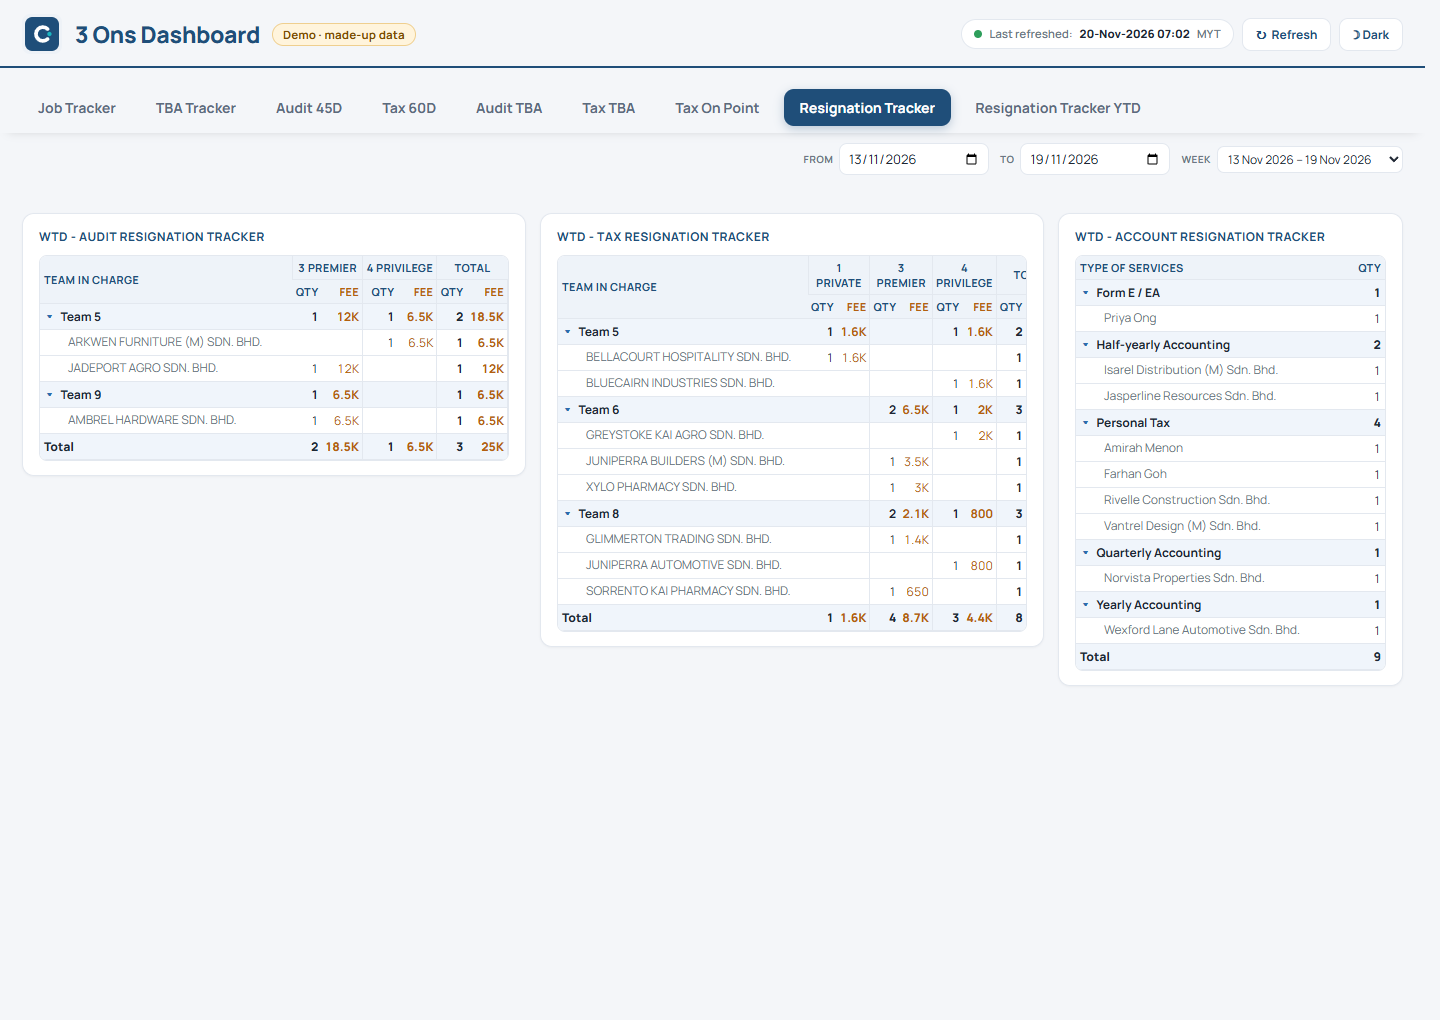 3 Ons Dashboard
Demo · made-up data
Last refreshed: 20-Nov-2026 07:02 MYT
↻ Refresh
☽ Dark
Job Tracker TBA Tracker Audit 45D Tax 60D Audit TBA Tax TBA Tax On Point Resignation Tracker Resignation Tracker YTD
FROM 13/11/2026 TO 19/11/2026 WEEK 13 Nov 2026 – 19 Nov 2026
WTD - AUDIT RESIGNATION TRACKER
TEAM IN CHARGE 3 PREMIER 4 PRIVILEGE TOTAL
QTY FEE QTY FEE QTY FEE
Team 5 1 12K 1 6.5K 2 18.5K
ARKWEN FURNITURE (M) SDN. BHD. 1 6.5K 1 6.5K
JADEPORT AGRO SDN. BHD. 1 12K 1 12K
Team 9 1 6.5K 1 6.5K
AMBREL HARDWARE SDN. BHD. 1 6.5K 1 6.5K
Total 2 18.5K 1 6.5K 3 25K
WTD - TAX RESIGNATION TRACKER
TEAM IN CHARGE 1 PRIVATE 3 PREMIER 4 PRIVILEGE TO
QTY FEE QTY FEE QTY FEE QTY
Team 5 1 1.6K 1 1.6K 2
BELLACOURT HOSPITALITY SDN. BHD. 1 1.6K 1
BLUECAIRN INDUSTRIES SDN. BHD. 1 1.6K 1
Team 6 2 6.5K 1 2K 3
GREYSTOKE KAI AGRO SDN. BHD. 1 2K 1
JUNIPERRA BUILDERS (M) SDN. BHD. 1 3.5K 1
XYLO PHARMACY SDN. BHD. 1 3K 1
Team 8 2 2.1K 1 800 3
GLIMMERTON TRADING SDN. BHD. 1 1.4K 1
JUNIPERRA AUTOMOTIVE SDN. BHD. 1 800 1
SORRENTO KAI PHARMACY SDN. BHD. 1 650 1
Total 1 1.6K 4 8.7K 3 4.4K 8
WTD - ACCOUNT RESIGNATION TRACKER
TYPE OF SERVICES QTY
Form E / EA 1
Priya Ong 1
Half-yearly Accounting 2
Isarel Distribution (M) Sdn. Bhd. 1
Jasperline Resources Sdn. Bhd. 1
Personal Tax 4
Amirah Menon 1
Farhan Goh 1
Rivelle Construction Sdn. Bhd. 1
Vantrel Design (M) Sdn. Bhd. 1
Quarterly Accounting 1
Norvista Properties Sdn. Bhd. 1
Yearly Accounting 1
Wexford Lane Automotive Sdn. Bhd. 1
Total 9